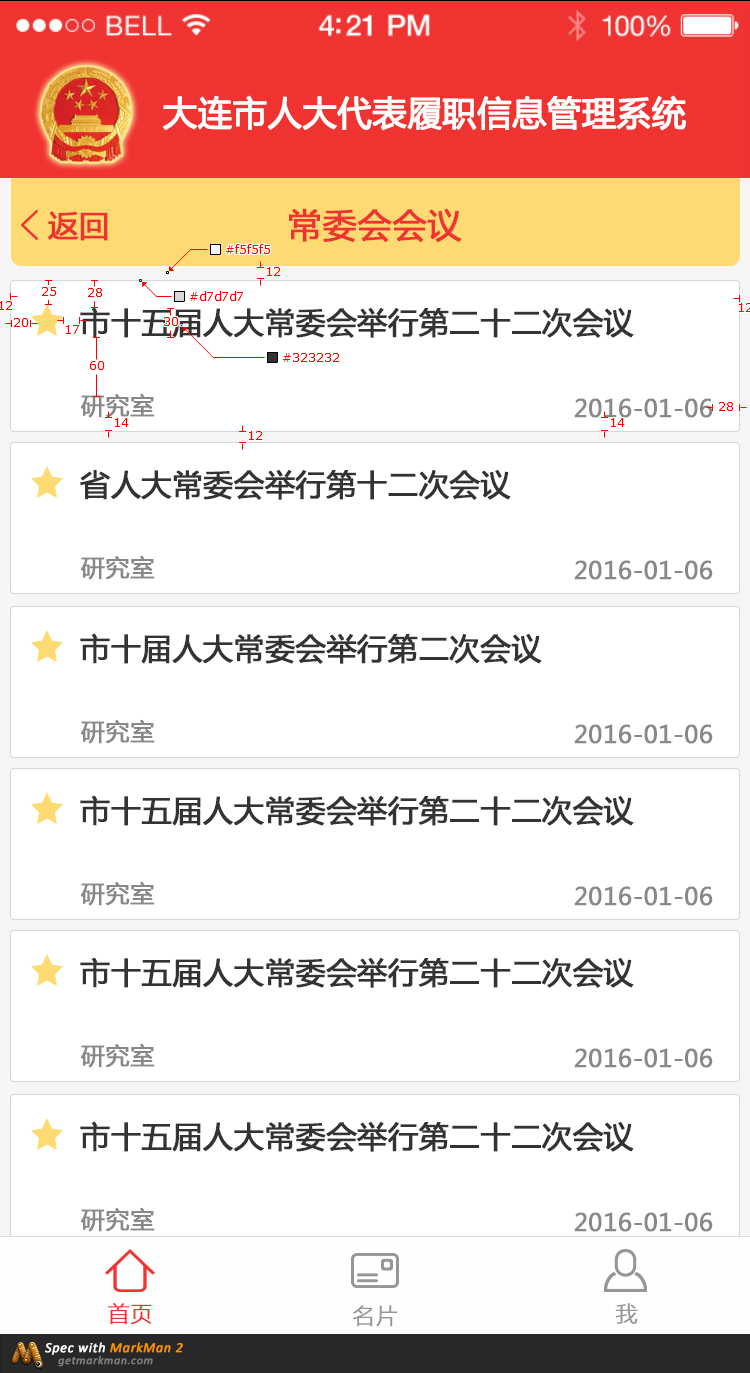 BELL 4:21 PM 100%
大连市人大代表履职信息管理系统
返回 常委会会议
#f5f5f5
12
#d7d7d7
25 28
12 12
20 17 30
市十五届人大常委会举行第二十二次会议
#323232
60
研究室 2016-01-06 28
14 14
12
省人大常委会举行第十二次会议
研究室 2016-01-06
市十届人大常委会举行第二次会议
研究室 2016-01-06
市十五届人大常委会举行第二十二次会议
研究室 2016-01-06
市十五届人大常委会举行第二十二次会议
研究室 2016-01-06
市十五届人大常委会举行第二十二次会议
研究室 2016-01-06
首页 名片 我
Spec with MarkMan 2
getmarkman.com